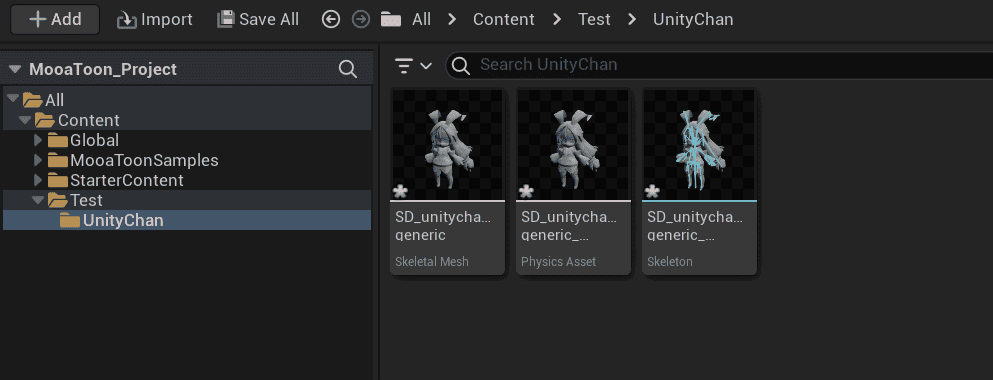 Add
Import
Save All
All
Content
Test
UnityChan
MooaToon_Project
Search UnityChan
All
Content
Global
MooaToonSamples
StarterContent
Test
UnityChan
SD_unitycha...
generic
Skeletal Mesh
SD_unitycha...
generic_...
Physics Asset
SD_unitycha...
generic_...
Skeleton